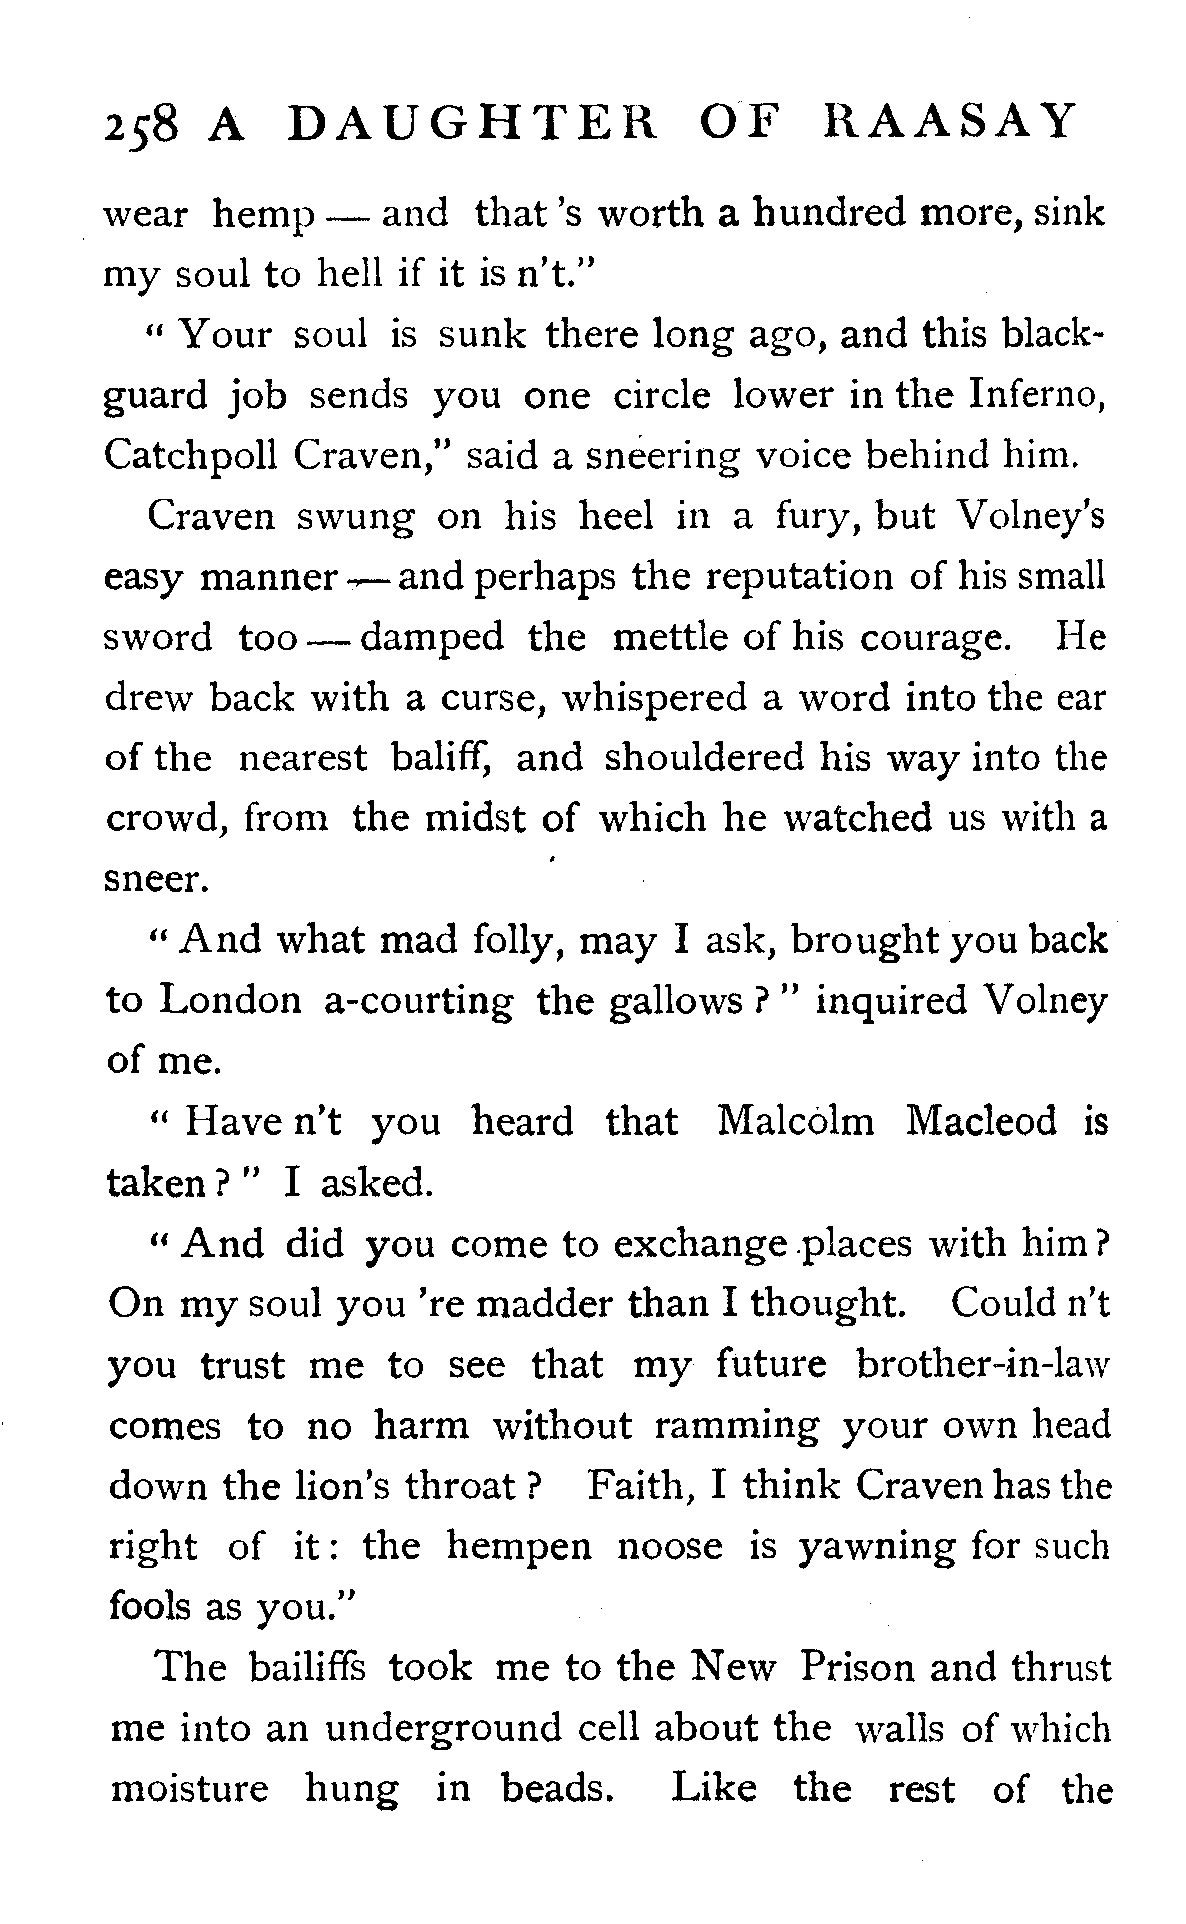 258 A DAUGHTER OF RAASAY
wear hemp — and that 's worth a hundred more, sink
my soul to hell if it is n't."
" Your soul is sunk there long ago, and this black-
guard job sends you one circle lower in the Inferno,
Catchpoll Craven," said a sneering voice behind him.
Craven swung on his heel in a fury, but Volney's
easy manner — and perhaps the reputation of his small
sword too — damped the mettle of his courage. He
drew back with a curse, whispered a word into the ear
of the nearest baliff, and shouldered his way into the
crowd, from the midst of which he watched us with a
sneer.
" And what mad folly, may I ask, brought you back
to London a-courting the gallows ? " inquired Volney
of me.
" Have n't you heard that Malcolm Macleod is
taken ? " I asked.
" And did you come to exchange places with him ?
On my soul you 're madder than I thought. Could n't
you trust me to see that my future brother-in-law
comes to no harm without ramming your own head
down the lion's throat ? Faith, I think Craven has the
right of it : the hempen noose is yawning for such
fools as you."
The bailiffs took me to the New Prison and thrust
me into an underground cell about the walls of which
moisture hung in beads. Like the rest of the